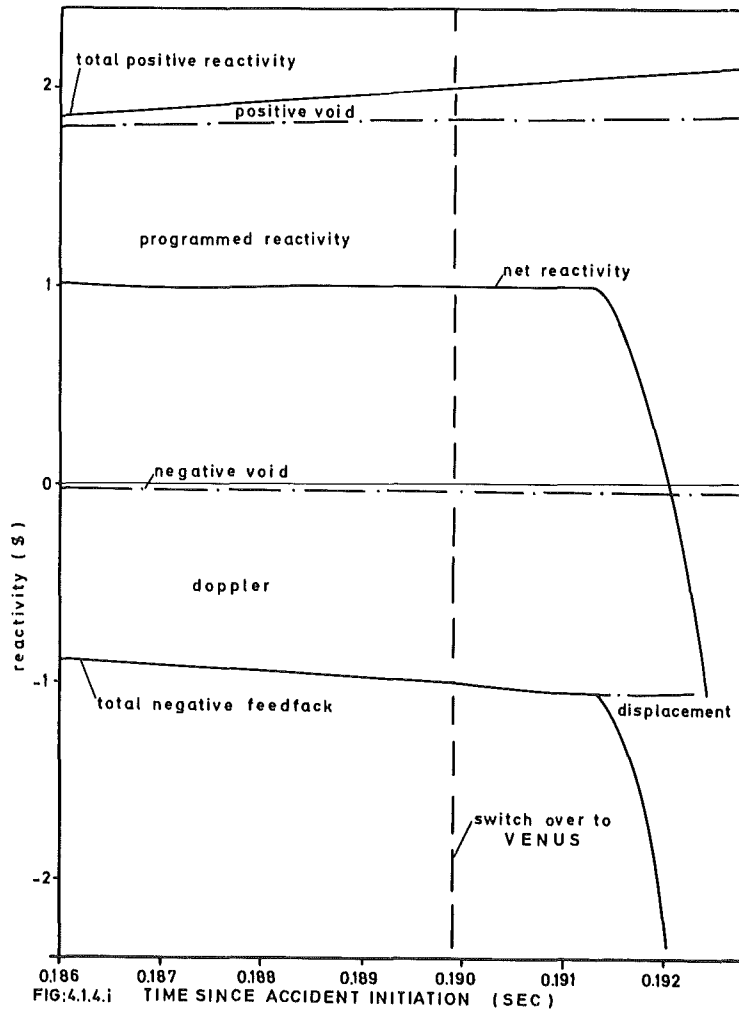 2
total positive reactivity
positive void
programmed reactivity
1
net reactivity
negative void
0
reactivity ($)
doppler
-1
total negative feedfack
displacement
switch over to
VENUS
-2
0.186 0.187 0.188 0.189 0.190 0.191 0.192
FIG:4.1.4.i TIME SINCE ACCIDENT INITIATION (SEC)